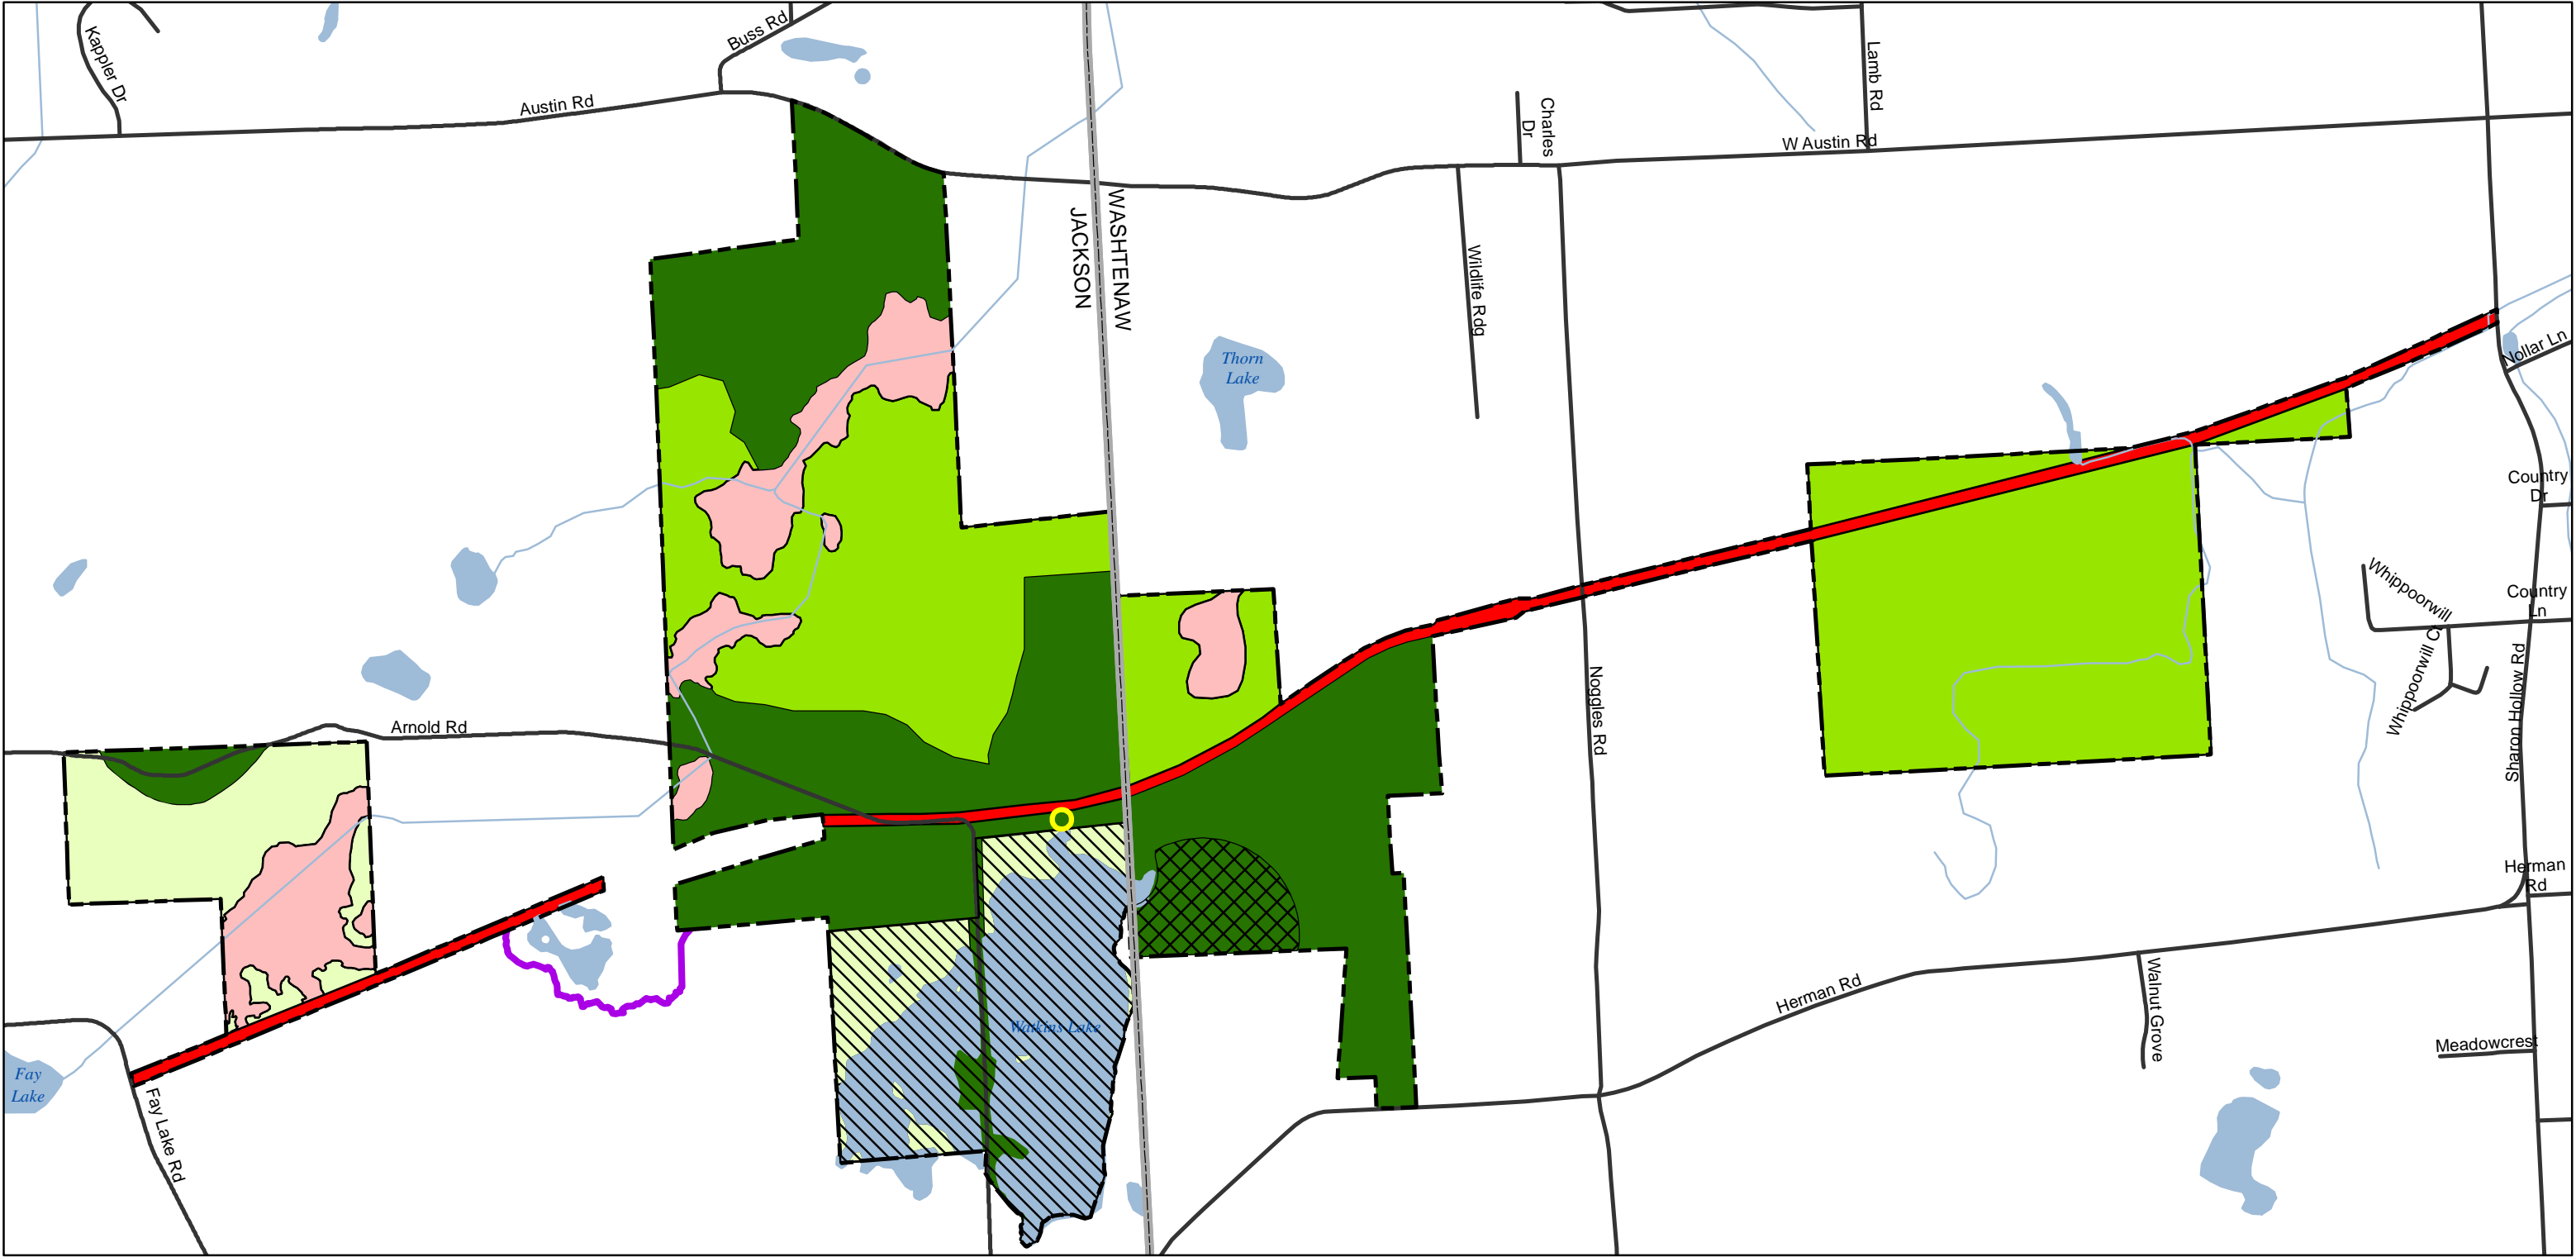 Kappler Dr
Buss Rd
Austin Rd
Lamb Rd
Charles
Dr
W Austin Rd
WASHTENAW
JACKSON
Wildlife Rdg
Thorn
Lake
Nollar Ln
Country
Dr
Whippoorwill
Country
Ln
Whippoorwill Ct
Sharon Hollow Rd
Noggles Rd
Arnold Rd
Herman
Rd
Herman Rd
Walnut Grove
Watkins Lake
Meadowcrest
Fay
Lake
Fay Lake Rd